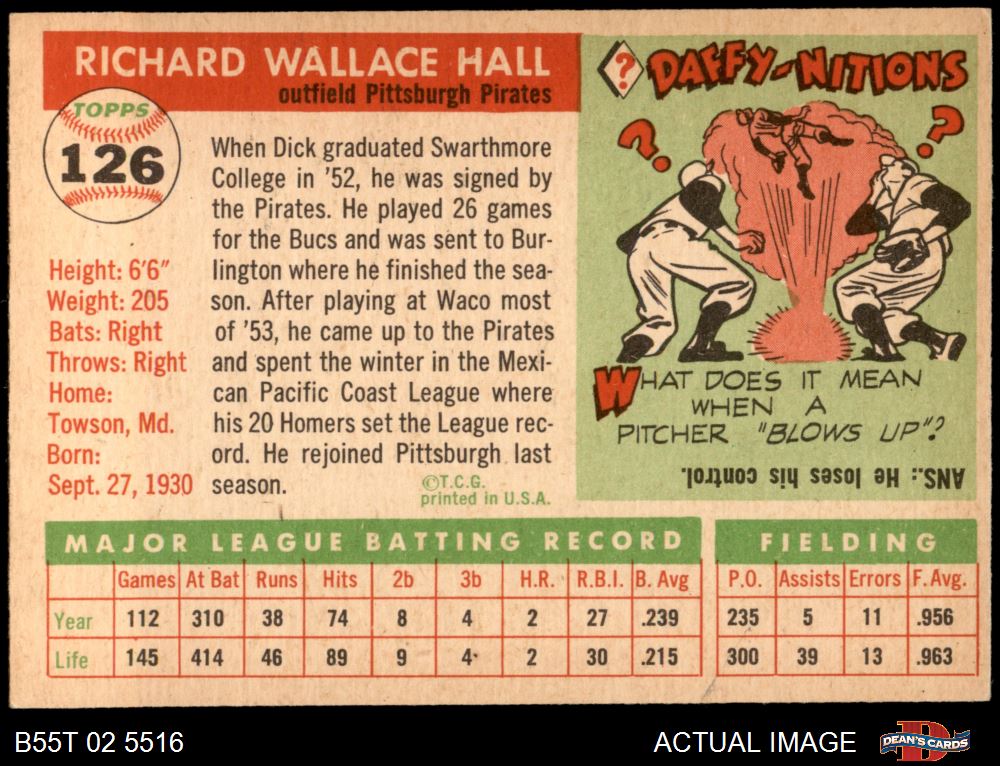 RICHARD WALLACE HALL
outfield Pittsburgh Pirates
TOPPS
126
Height: 6'6"
Weight: 205
Bats: Right
Throws: Right
Home:
Towson, Md.
Born:
Sept. 27, 1930
When Dick graduated Swarthmore
College in '52, he was signed by
the Pirates. He played 26 games
for the Bucs and was sent to Bur-
lington where he finished the sea-
son. After playing at Waco most
of '53, he came up to the Pirates
and spent the winter in the Mexi-
can Pacific Coast League where
his 20 Homers set the League rec-
ord. He rejoined Pittsburgh last
season.
©T.C.G.
printed in U.S.A.
? DAFFY-NITIONS
? ?
WHAT DOES IT MEAN
WHEN A
PITCHER "BLOWS UP"?
ANS.: He loses his control.
MAJOR LEAGUE BATTING RECORD
Games At Bat Runs Hits 2b 3b H.R. R.B.I. B. Avg
Year 112 310 38 74 8 4 2 27 .239
Life 145 414 46 89 9 4 2 30 .215
FIELDING
P.O. Assists Errors F. Avg.
235 5 11 .956
300 39 13 .963
B55T 02 5516
ACTUAL IMAGE
D
DEAN'S CARDS